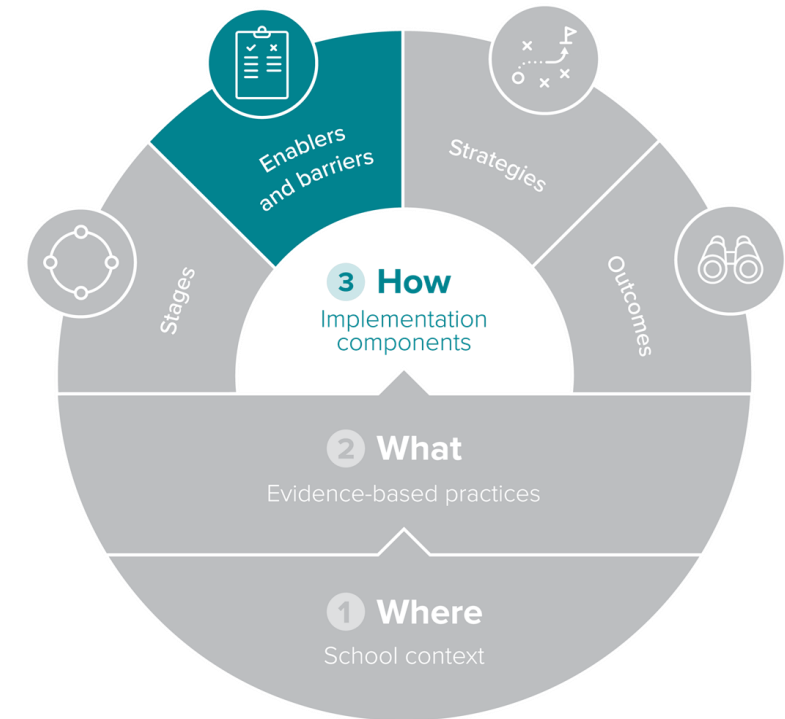 Stages
Enablers
and barriers
Strategies
Outcomes
3 How
Implementation
components
2 What
Evidence-based practices
1 Where
School context